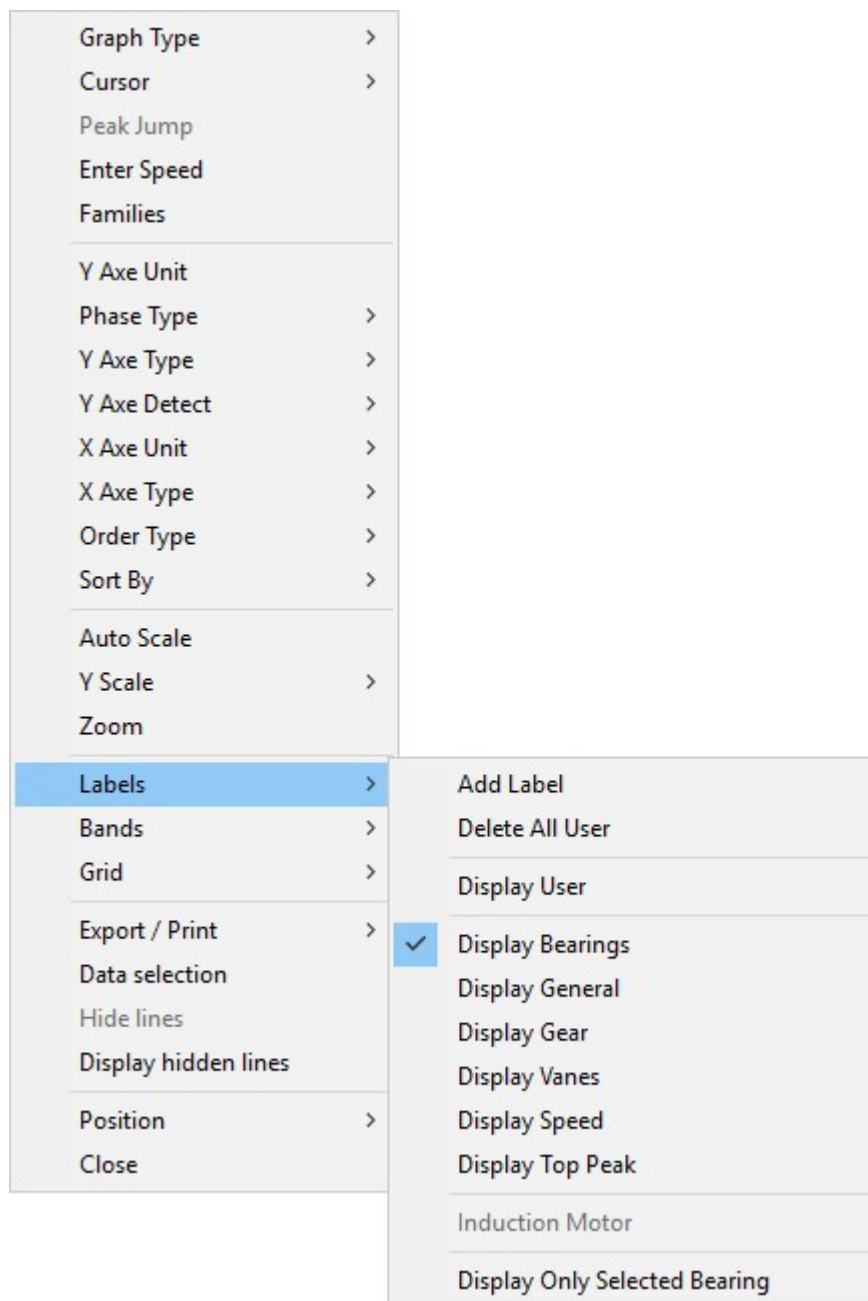 Graph Type
Cursor
Peak Jump
Enter Speed
Families
Y Axe Unit
Phase Type
Y Axe Type
Y Axe Detect
X Axe Unit
X Axe Type
Order Type
Sort By
Auto Scale
Y Scale
Zoom
Labels
Bands
Grid
Export / Print
Data selection
Hide lines
Display hidden lines
Position
Close
Add Label
Delete All User
Display User
Display Bearings
Display General
Display Gear
Display Vanes
Display Speed
Display Top Peak
Induction Motor
Display Only Selected Bearing